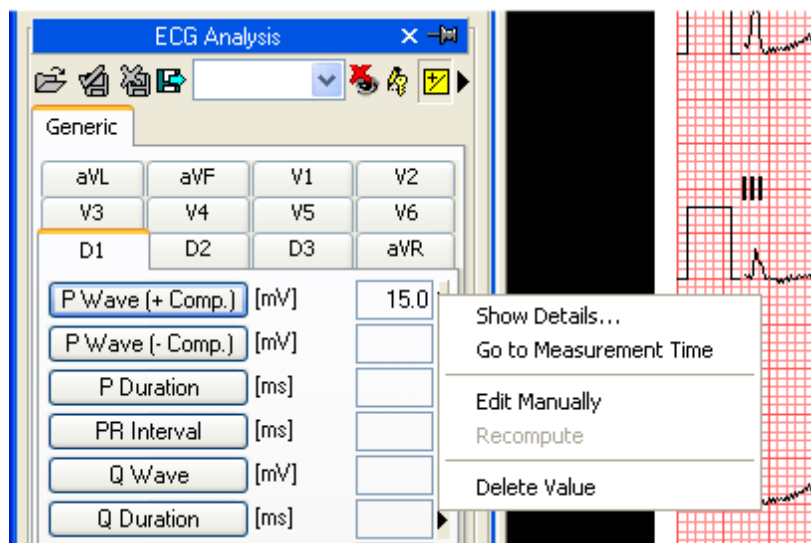 ECG Analysis
Generic
aVL aVF V1 V2
V3 V4 V5 V6
D1 D2 D3 aVR
P Wave (+ Comp.) [mV] 15.0
P Wave (- Comp.) [mV]
P Duration [ms]
PR Interval [ms]
Q Wave [mV]
Q Duration [ms]
Show Details...
Go to Measurement Time
Edit Manually
Recompute
Delete Value
III